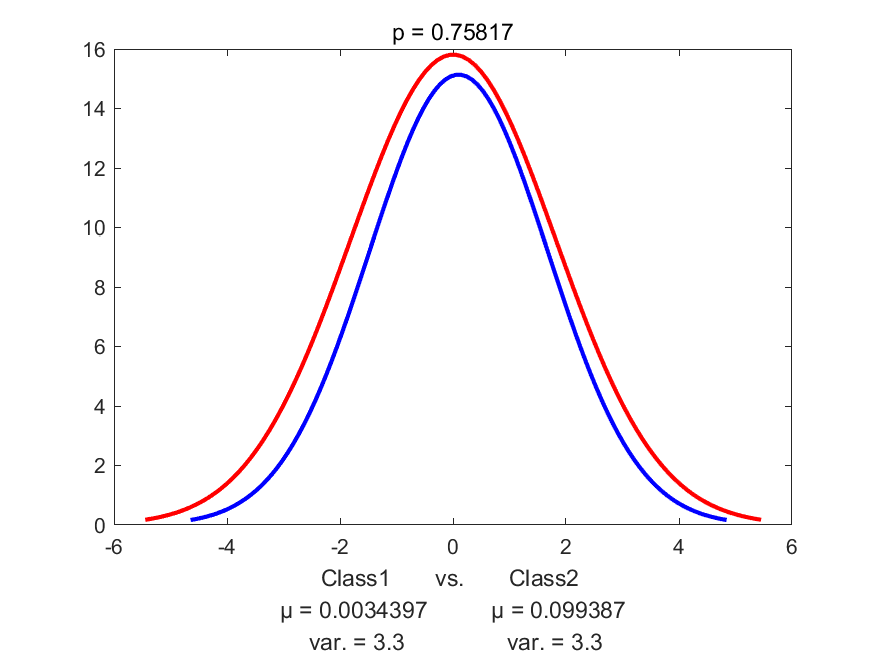 p = 0.75817
16
14
12
10
8
6
4
2
0
-6 -4 -2 0 2 4 6
Class1 vs. Class2
µ = 0.0034397 µ = 0.099387
var. = 3.3 var. = 3.3